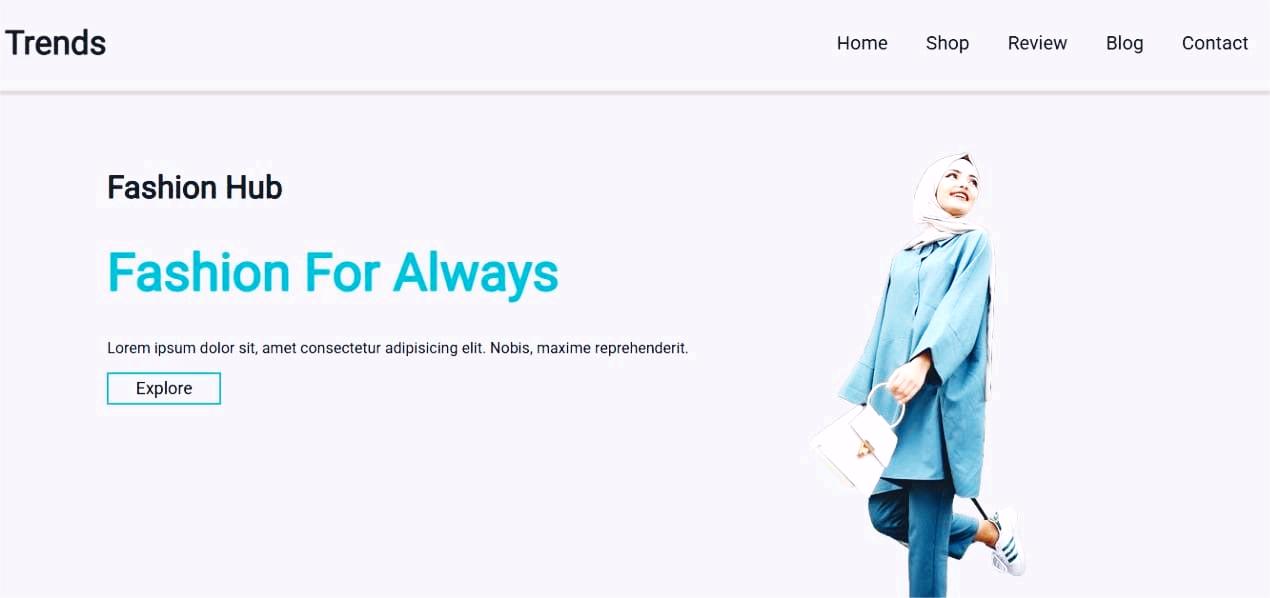 Trends
Home Shop Review Blog Contact
Fashion Hub
Fashion For Always
Lorem ipsum dolor sit, amet consectetur adipisicing elit. Nobis, maxime reprehenderit.
Explore